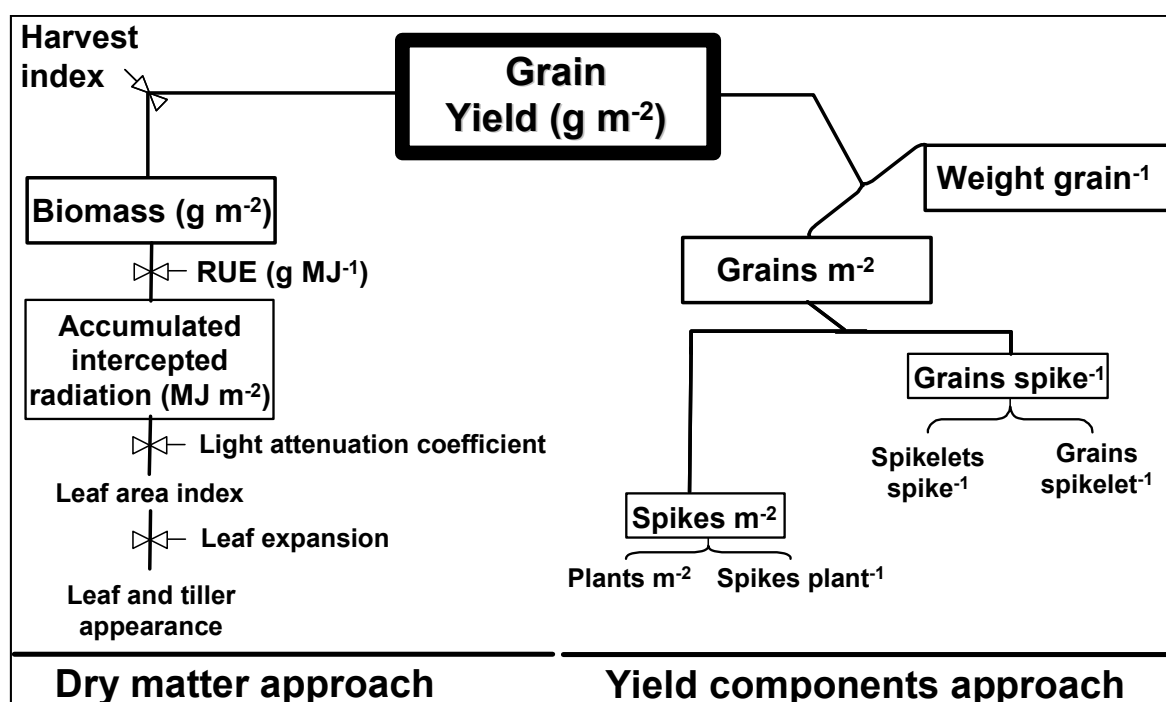 Harvest
index
Grain
Yield (g m⁻²)
Weight grain⁻¹
Biomass (g m⁻²)
Grains m⁻²
RUE (g MJ⁻¹)
Accumulated
intercepted
radiation (MJ m⁻²)
Grains spike⁻¹
Light attenuation coefficient
Spikelets
spike⁻¹
Grains
spikelet⁻¹
Leaf area index
Spikes m⁻²
Leaf expansion
Plants m⁻²
Spikes plant⁻¹
Leaf and tiller
appearance
Dry matter approach
Yield components approach